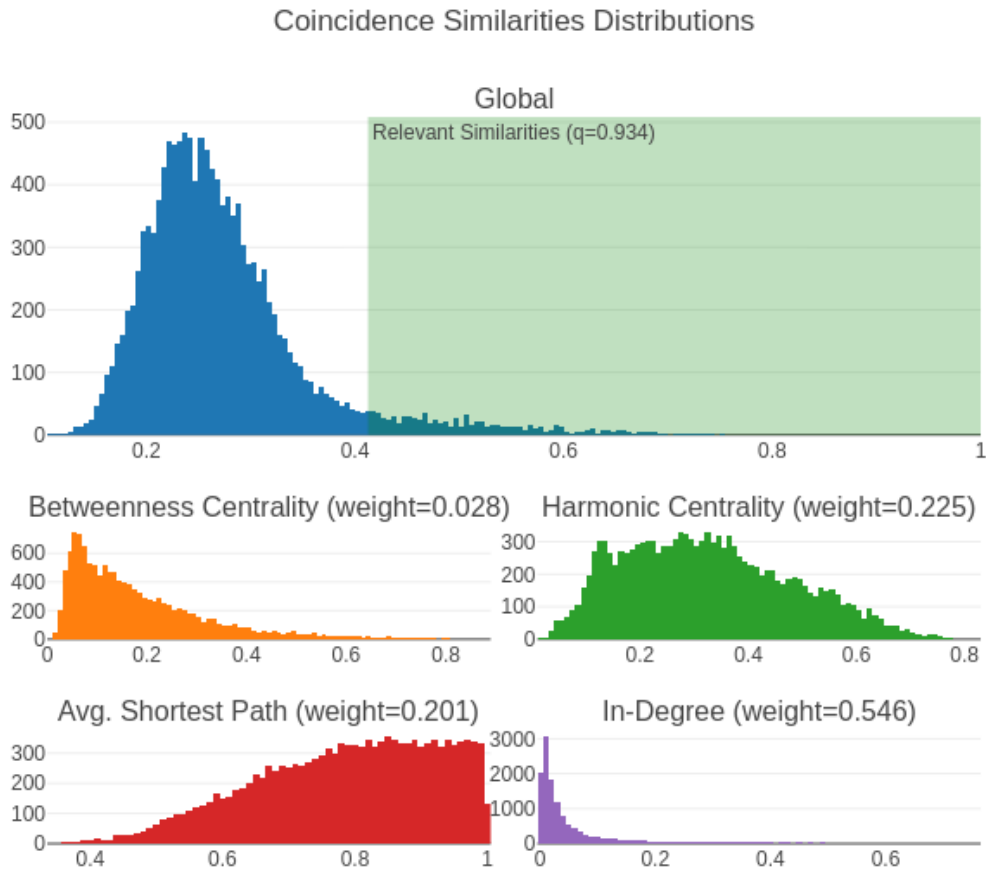 Coincidence Similarities Distributions
Global
500
Relevant Similarities (q=0.934)
400
300
200
100
0
0.2 0.4 0.6 0.8 1
Betweenness Centrality (weight=0.028) Harmonic Centrality (weight=0.225)
600
400
200
0
0 0.2 0.4 0.6 0.8
300
200
100
0
0.2 0.4 0.6 0.8
Avg. Shortest Path (weight=0.201) In-Degree (weight=0.546)
300
200
100
0
0.4 0.6 0.8 1
3000
2000
1000
0
0 0.2 0.4 0.6